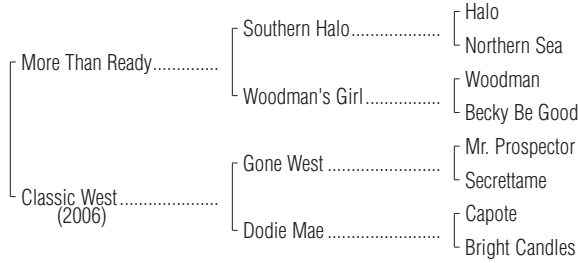 Halo
Southern Halo..................
Northern Sea
More Than Ready.............
Woodman
Woodman's Girl...............
Becky Be Good
Mr. Prospector
Gone West ......................
Secrettame
Classic West ....................
(2006)
Capote
Dodie Mae ......................
Bright Candles